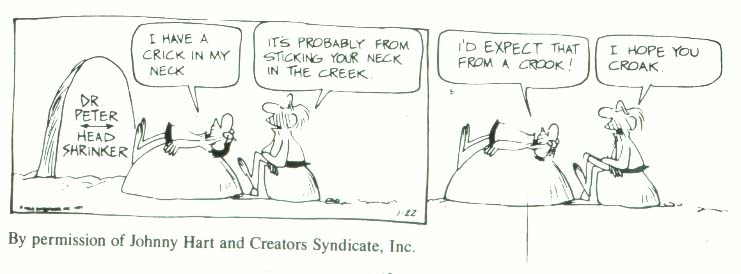 DR.
PETER
HEAD
SHRINKER
I HAVE A
CRICK IN MY
NECK
IT'S PROBABLY FROM
STICKING YOUR NECK
IN THE CREEK.
I'D EXPECT THAT
FROM A CROOK!
I HOPE YOU
CROAK.
1-22
By permission of Johnny Hart and Creators Syndicate, Inc.